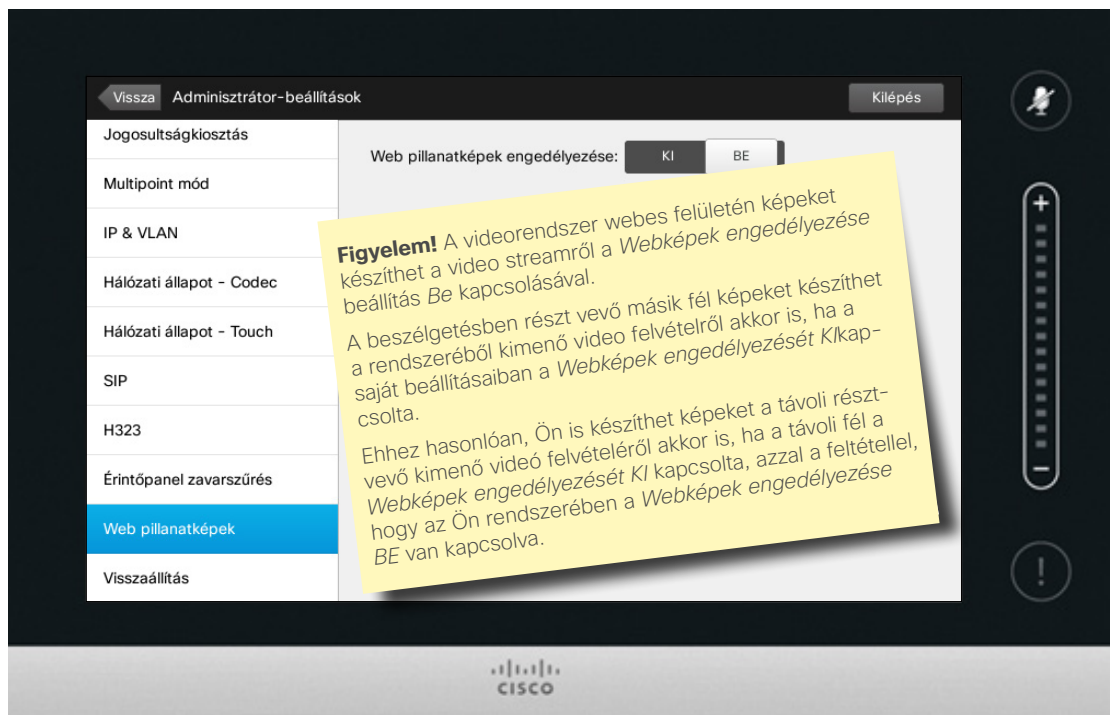 Vissza Adminisztrátor-beállítások Kilépés
Jogosultságkiosztás
Multipoint mód
IP & VLAN
Hálózati állapot - Codec
Hálózati állapot - Touch
SIP
H323
Érintőpanel zavarszűrés
Web pillanatképek
Visszaállítás
Web pillanatképek engedélyezése: KI BE
Figyelem! A videorendszer webes felületén képeket
készíthet a video streamről a Webképek engedélyezése
beállítás Be kapcsolásával.
A beszélgetésben részt vevő másik fél képeket készíthet
a rendszeréből kimenő video felvételről akkor is, ha a
saját beállításaiban a Webképek engedélyezését KIkap-
csolta.
Ehhez hasonlóan, Ön is készíthet képeket a távoli részt-
vevő kimenő videó felvételéről akkor is, ha a távoli fél a
Webképek engedélyezését KI kapcsolta, azzal a feltétellel,
hogy az Ön rendszerében a Webképek engedélyezése
BE van kapcsolva.
+
−
!
CISCO